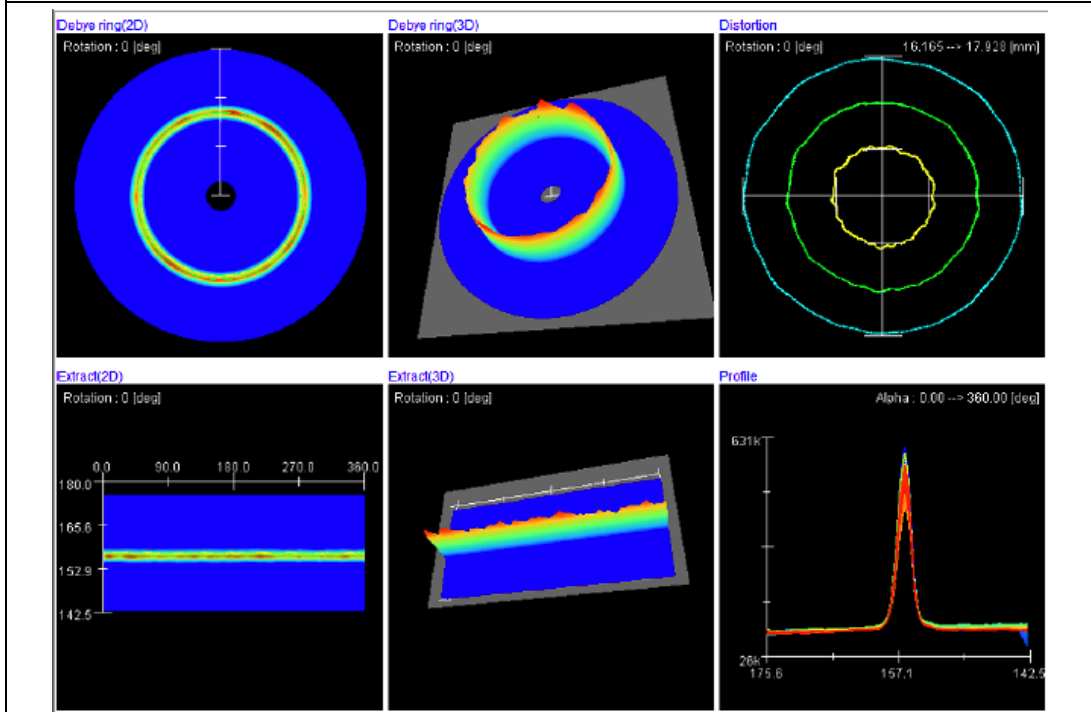 Debye ring(2D)
Rotation : 0 [deg]
Debye ring(3D)
Rotation : 0 [deg]
Distortion
Rotation : 0 [deg]
16.165 --> 17.928 [mm]
Extract(2D)
Rotation : 0 [deg]
0.0 90.0 180.0 270.0 360.0
180.0
165.6
152.9
142.5
Extract(3D)
Rotation : 0 [deg]
Profile
Alpha : 0.00 --> 360.00 [deg]
631k
26k
175.6 157.1 142.5